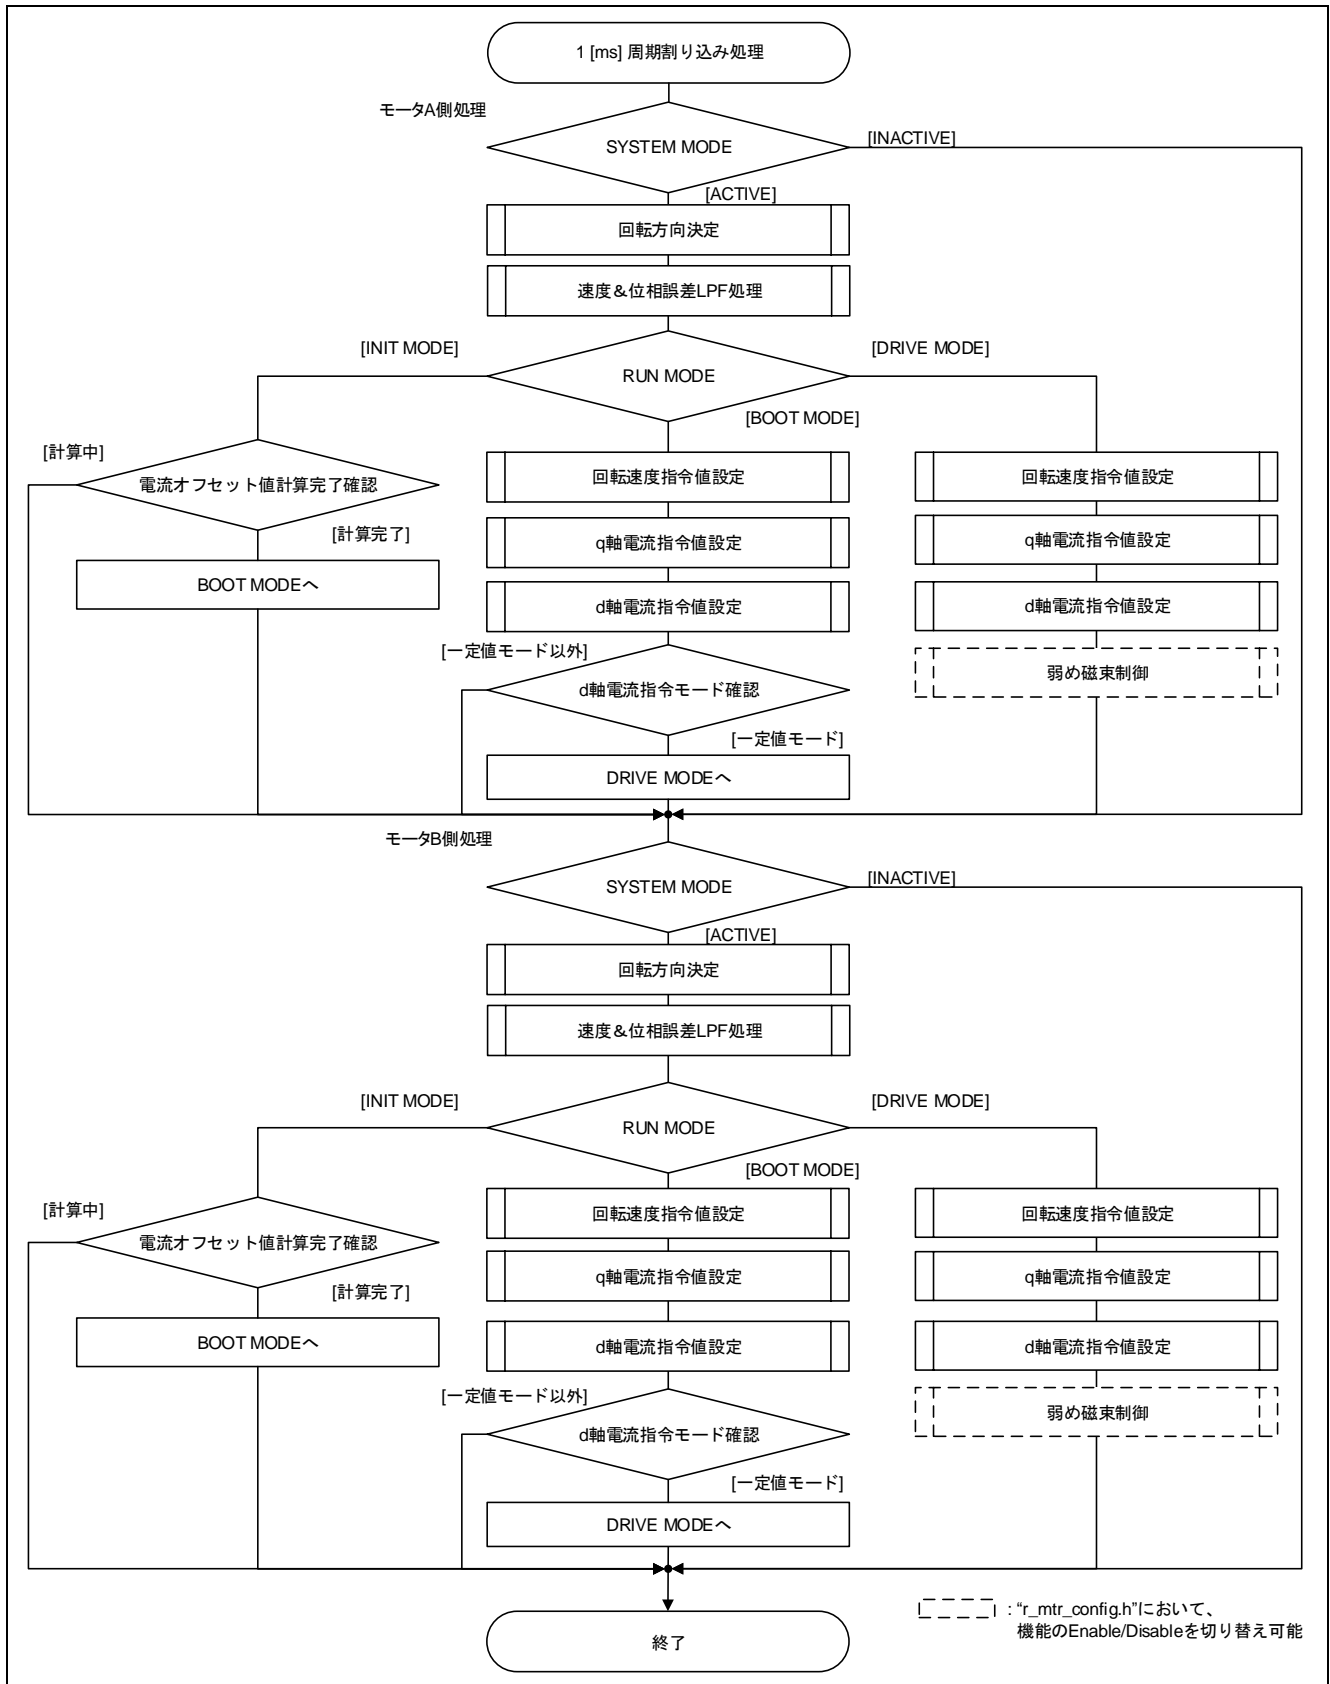 1 [ms] 周期割り込み処理
モータA側処理
SYSTEM MODE
[INACTIVE]
[ACTIVE]
回転方向決定
速度＆位相誤差LPF処理
[INIT MODE]
RUN MODE
[DRIVE MODE]
[BOOT MODE]
[計算中]
電流オフセット値計算完了確認
[計算完了]
BOOT MODEへ
回転速度指令値設定
q軸電流指令値設定
d軸電流指令値設定
[一定値モード以外]
d軸電流指令モード確認
[一定値モード]
DRIVE MODEへ
回転速度指令値設定
q軸電流指令値設定
d軸電流指令値設定
弱め磁束制御
モータB側処理
SYSTEM MODE
[INACTIVE]
[ACTIVE]
回転方向決定
速度＆位相誤差LPF処理
[INIT MODE]
RUN MODE
[DRIVE MODE]
[BOOT MODE]
[計算中]
電流オフセット値計算完了確認
[計算完了]
BOOT MODEへ
回転速度指令値設定
q軸電流指令値設定
d軸電流指令値設定
[一定値モード以外]
d軸電流指令モード確認
[一定値モード]
DRIVE MODEへ
回転速度指令値設定
q軸電流指令値設定
d軸電流指令値設定
弱め磁束制御
終了
: “r_mtr_config.h”において、
機能のEnable/Disableを切り替え可能